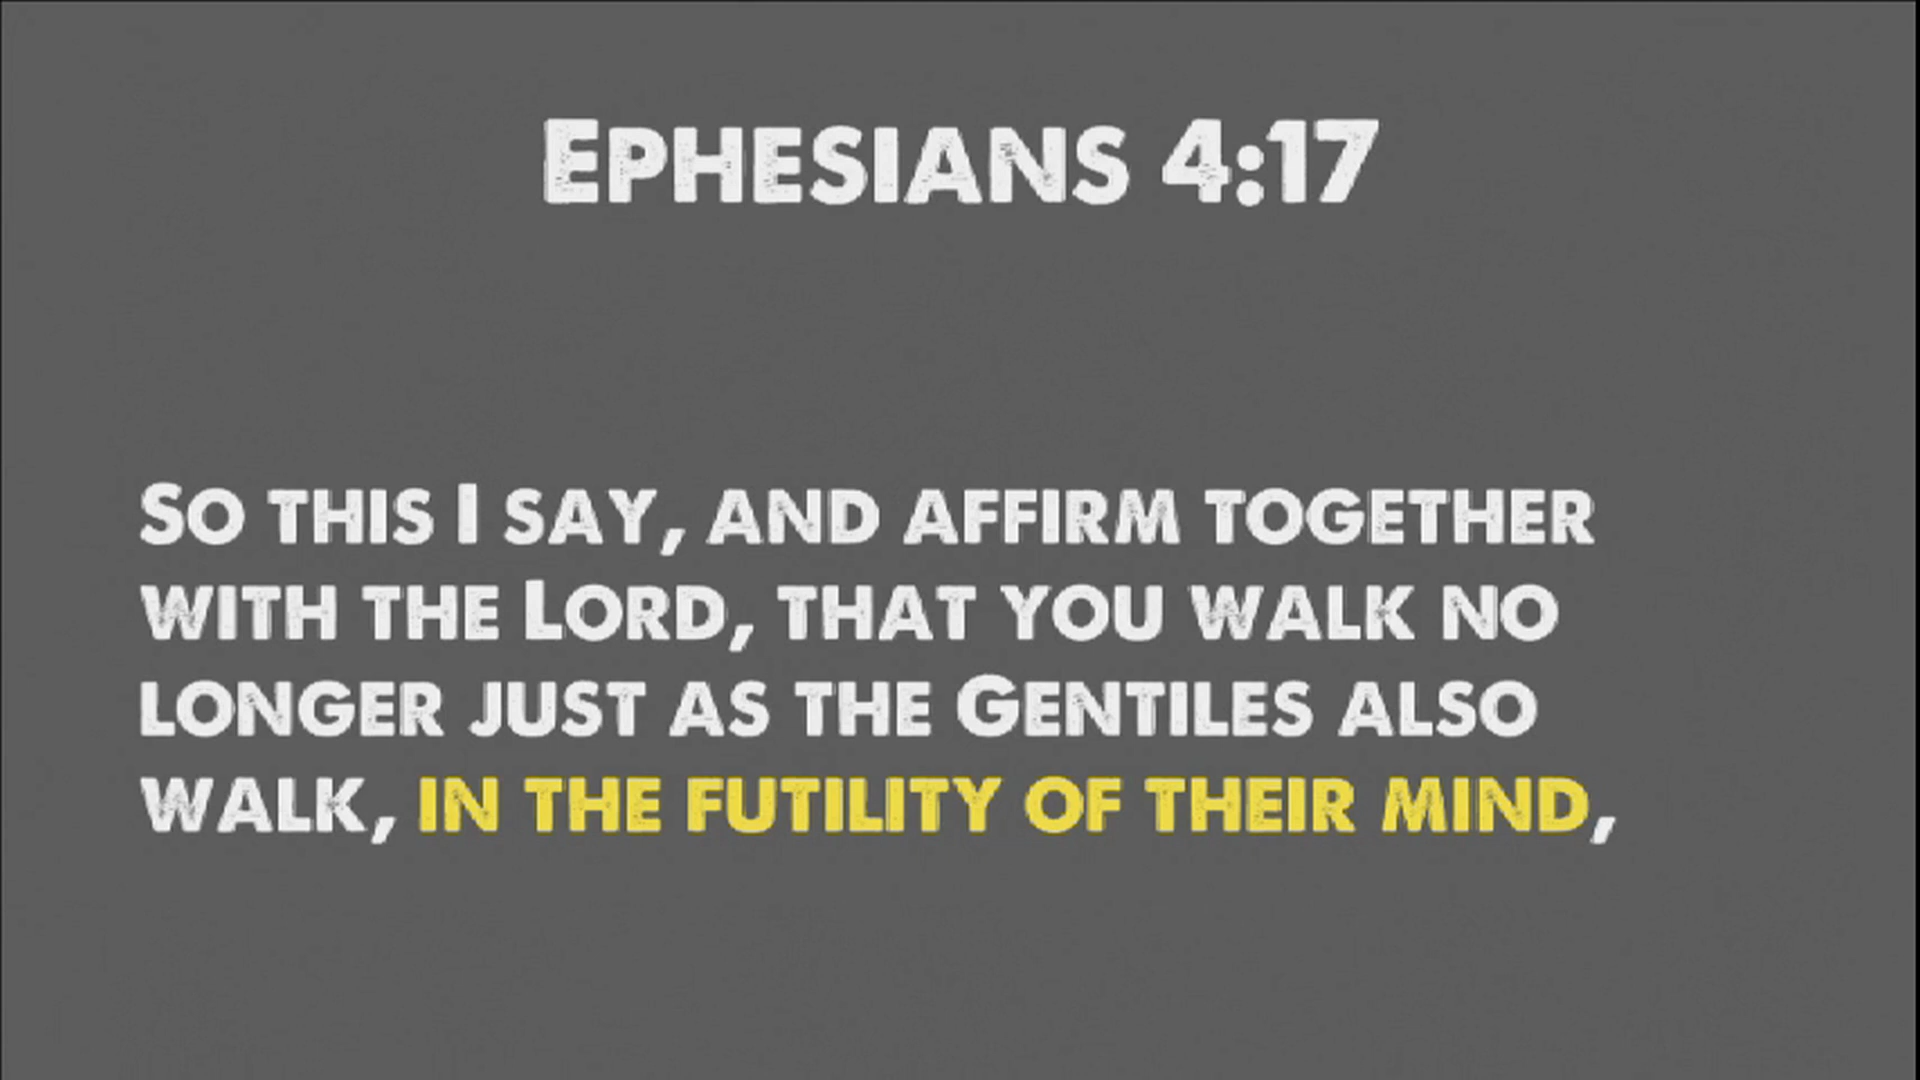 Ephesians 4:17
So this I say, and affirm together
with the Lord, that you walk no
longer just as the Gentiles also
walk, in the futility of their mind,